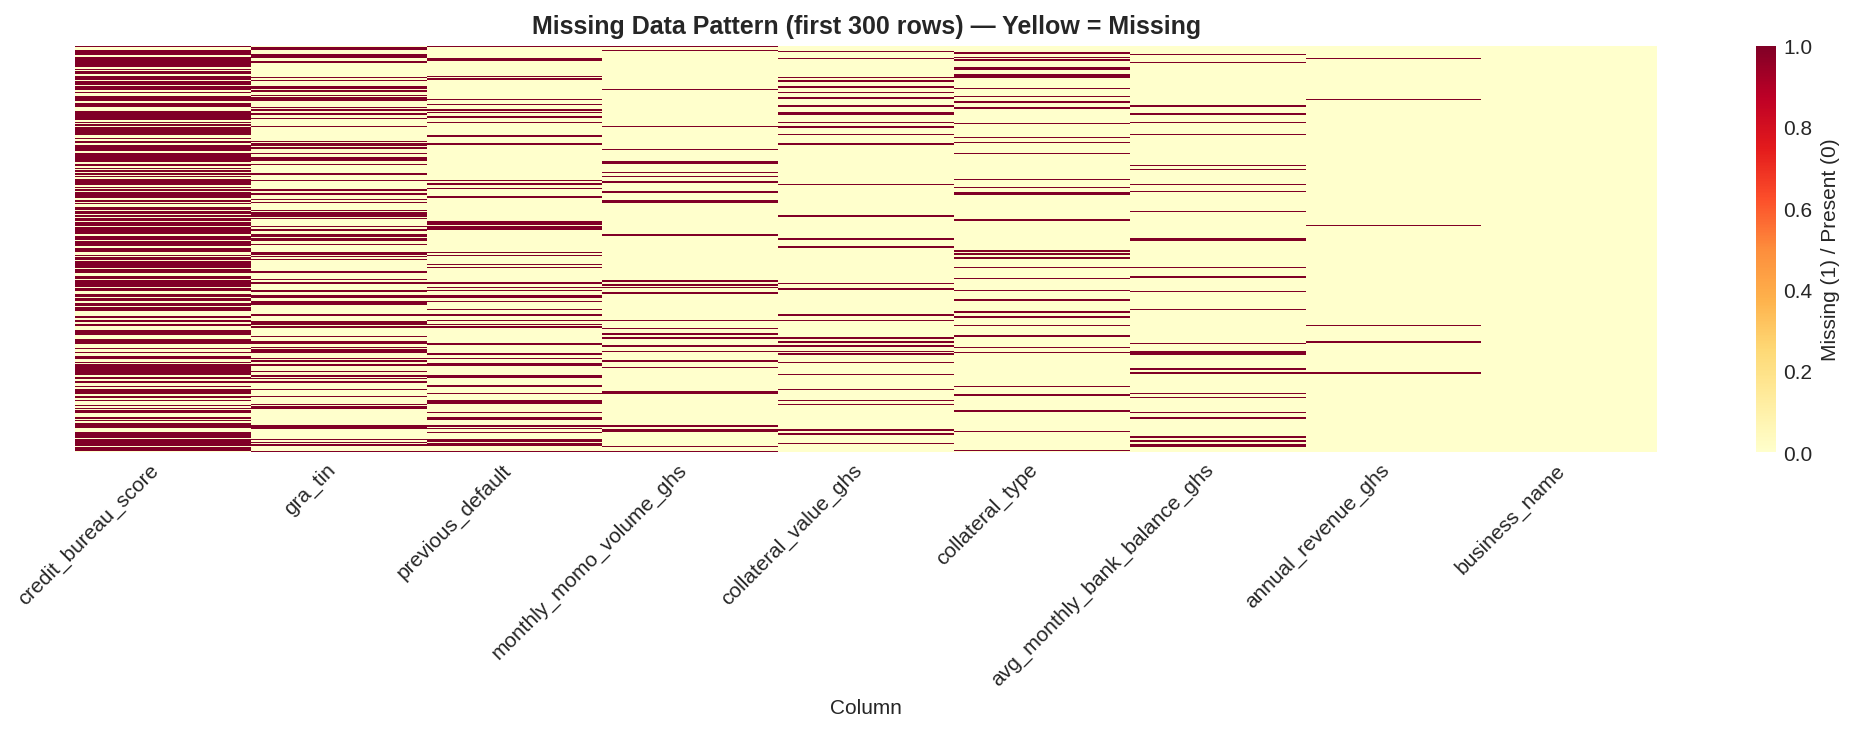 Missing Data Pattern (first 300 rows) — Yellow = Missing
1.0
0.8
0.6
0.4
0.2
0.0
Missing (1) / Present (0)
credit_bureau_score
gra_tin
previous_default
monthly_momo_volume_ghs
collateral_value_ghs
collateral_type
avg_monthly_bank_balance_ghs
annual_revenue_ghs
business_name
Column